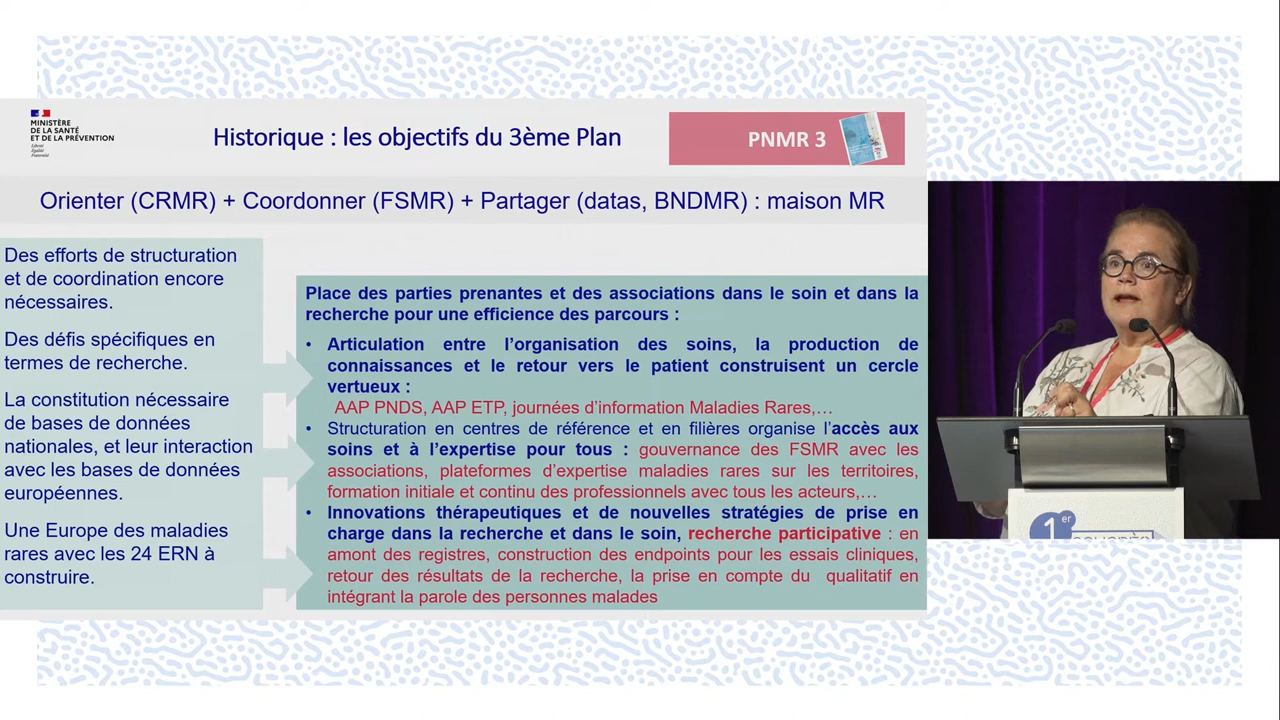 MINISTÈRE
DE LA SANTÉ
ET DE LA PRÉVENTION
Liberté
Égalité
Fraternité
Historique : les objectifs du 3ème Plan
PNMR 3
Orienter (CRMR) + Coordonner (FSMR) + Partager (datas, BNDMR) : maison MR
Des efforts de structuration
et de coordination encore
nécessaires.
Des défis spécifiques en
termes de recherche.
La constitution nécessaire
de bases de données
nationales, et leur interaction
avec les bases de données
européennes.
Une Europe des maladies
rares avec les 24 ERN à
construire.
Place des parties prenantes et des associations dans le soin et dans la
recherche pour une efficience des parcours :
• Articulation entre l’organisation des soins, la production de
connaissances et le retour vers le patient construisent un cercle
vertueux :
AAP PNDS, AAP ETP, journées d’information Maladies Rares,…
• Structuration en centres de référence et en filières organise l’accès aux
soins et à l’expertise pour tous : gouvernance des FSMR avec les
associations, plateformes d’expertise maladies rares sur les territoires,
formation initiale et continu des professionnels avec tous les acteurs,…
• Innovations thérapeutiques et de nouvelles stratégies de prise en
charge dans la recherche et dans le soin, recherche participative : en
amont des registres, construction des endpoints pour les essais cliniques,
retour des résultats de la recherche, la prise en compte du qualitatif en
intégrant la parole des personnes malades
1er